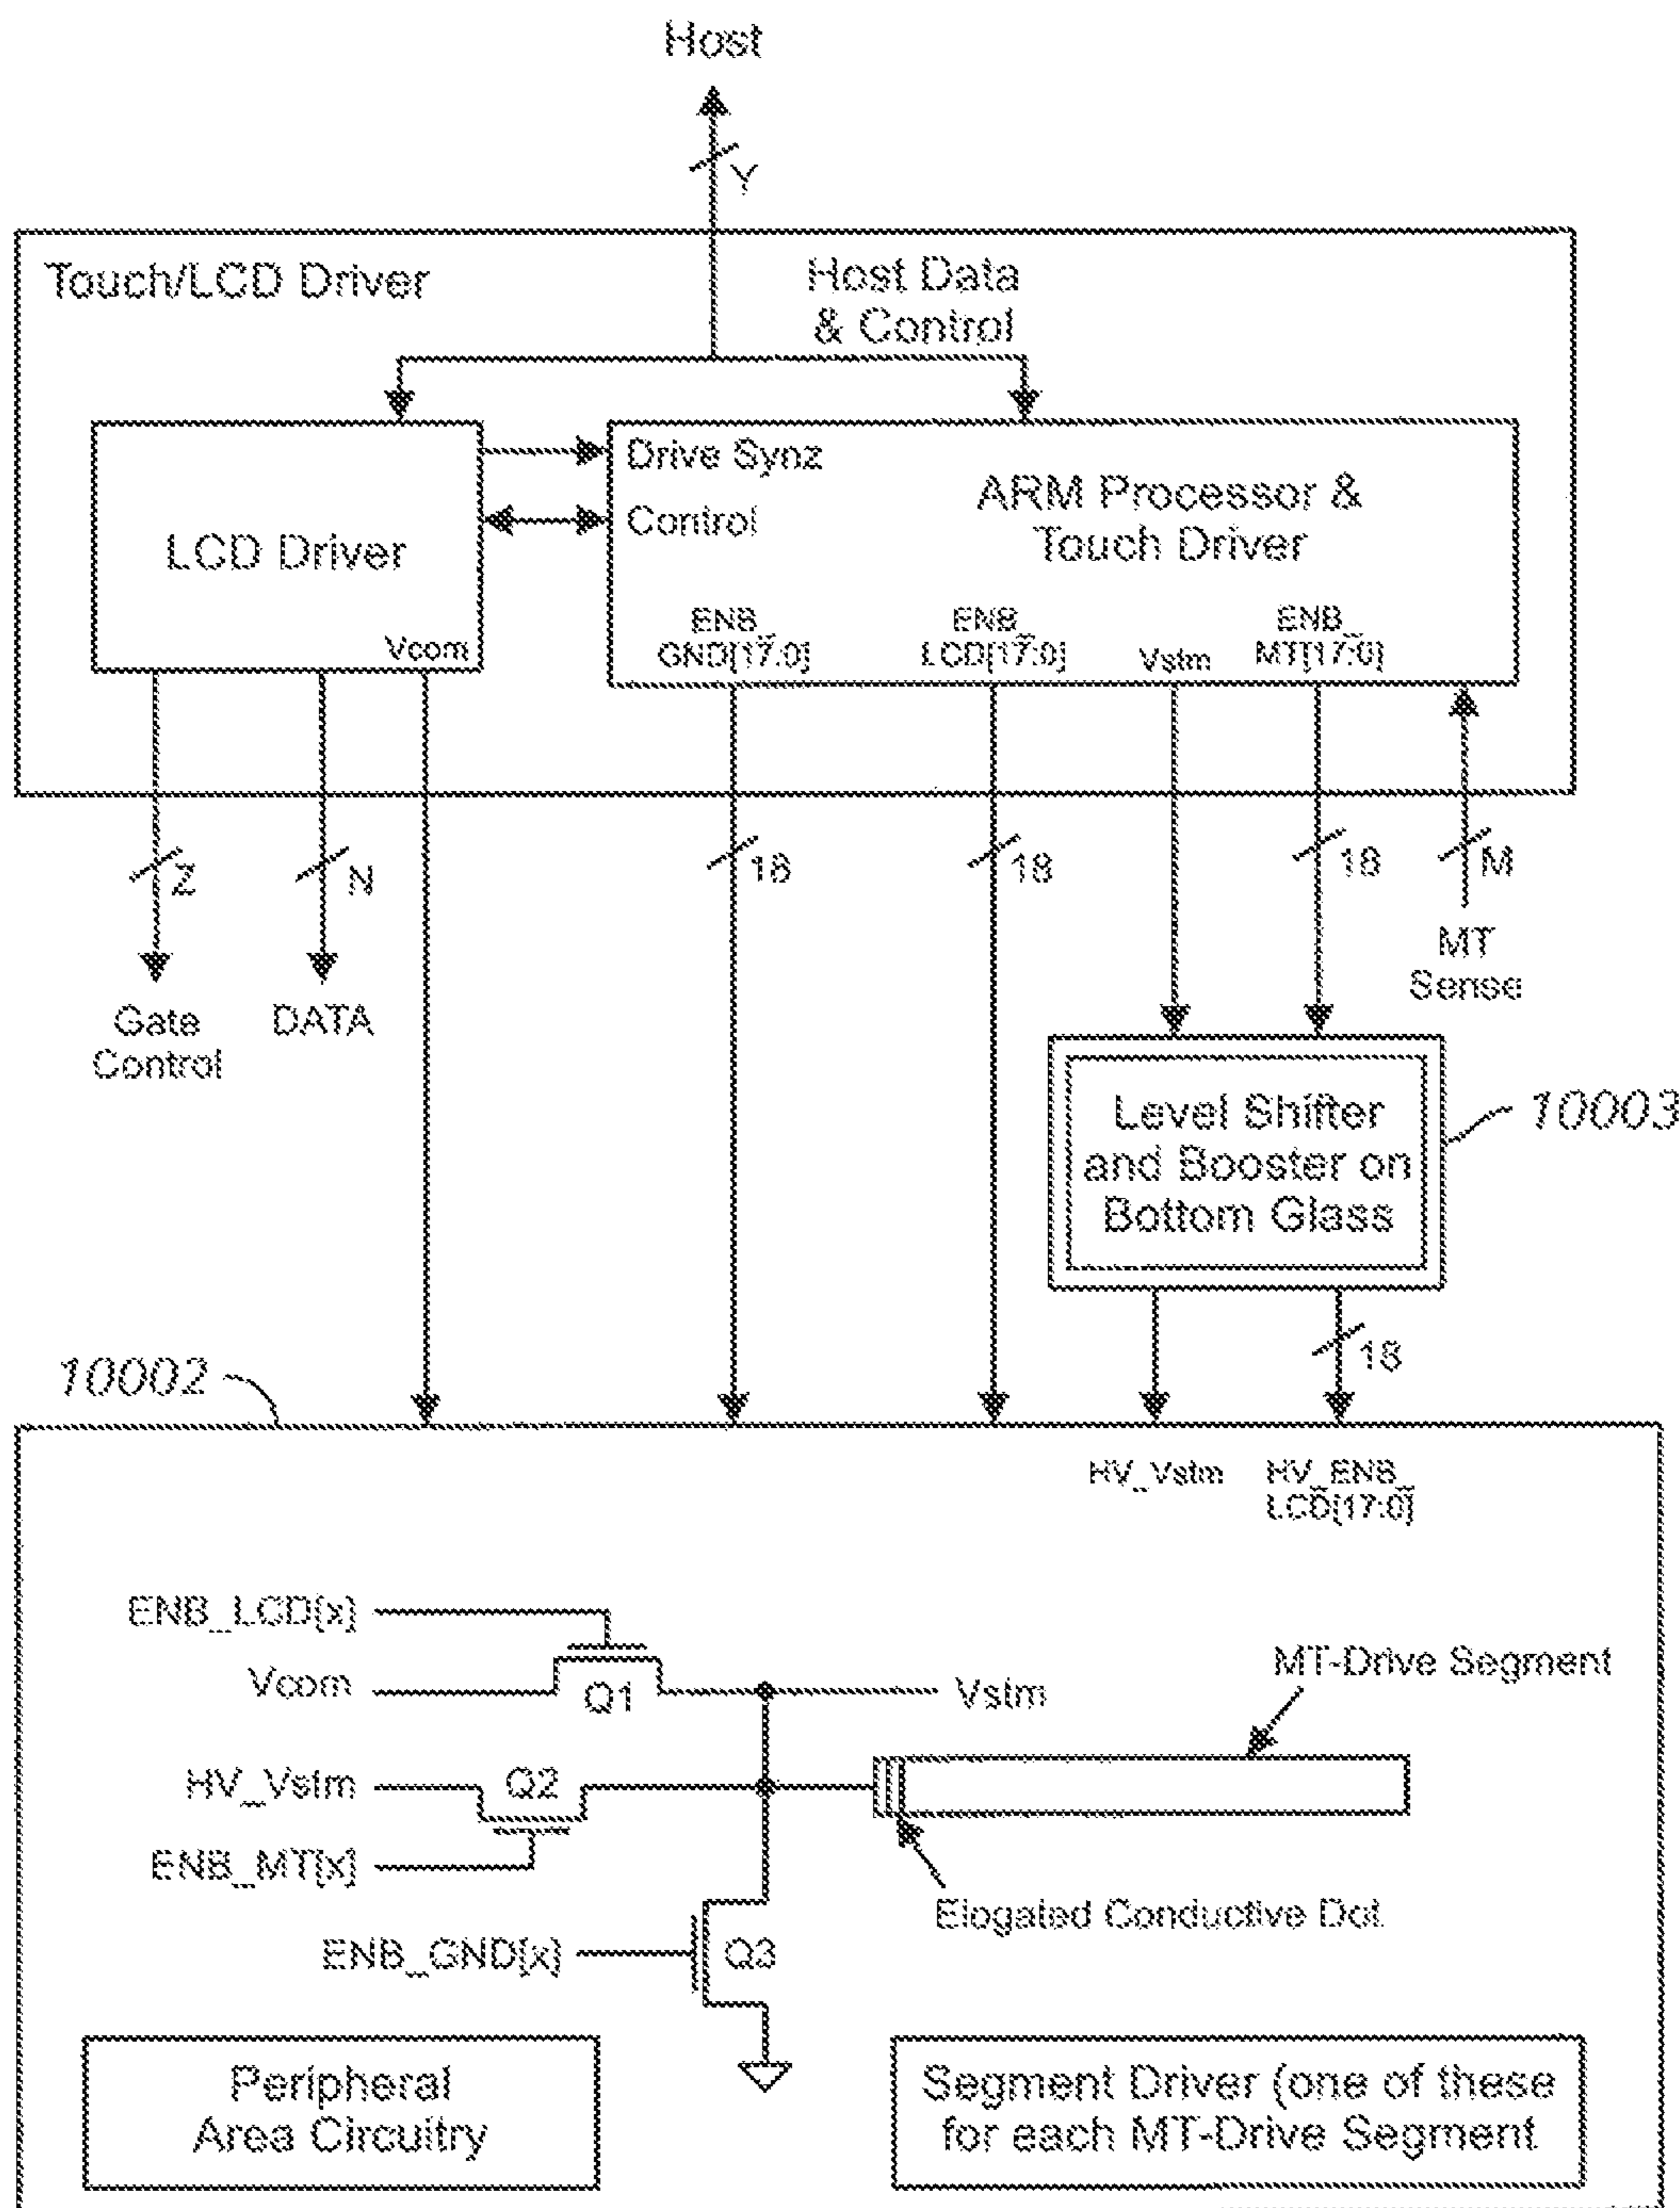 Host
Y
Touch/LCD Driver
Host Data
& Control
LCD Driver
Vcom
Drive Synz
Control
ARM Processor &
Touch Driver
ENB_
GND[17:0]
ENB_
LCD[17:0]
Vstm
ENB_
MT[17:0]
Z
N
18
18
18
M
Gate
Control
DATA
MT
Sense
Level Shifter
and Booster on
Bottom Glass
10003
18
10002
HV_Vstm
HV_ENB_
LCD[17:0]
ENB_LCD[x]
Vcom
Q1
Vstm
MT-Drive Segment
HV_Vstm
Q2
ENB_MT[x]
Elogated Conductive Dot
ENB_GND[x]
Q3
Peripheral
Area Circuitry
Segment Driver (one of these
for each MT-Drive Segment